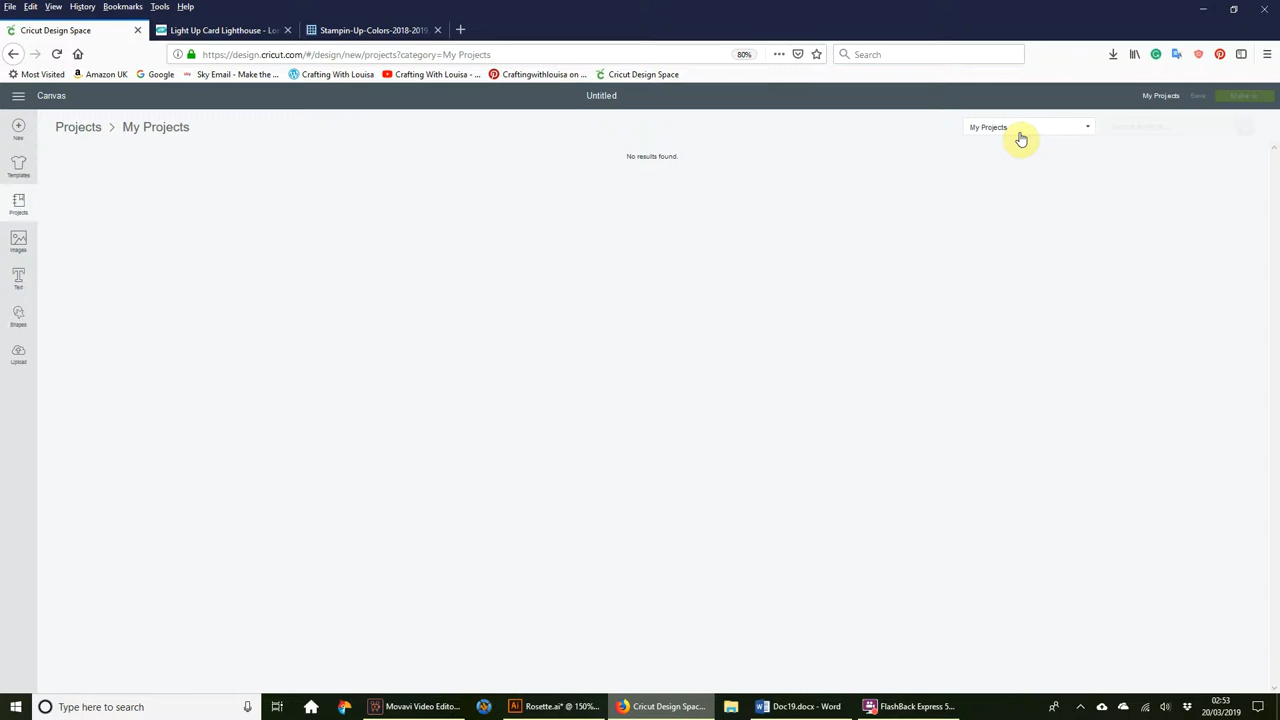 File Edit View History Bookmarks Tools Help
Cricut Design Space
Light Up Card Lighthouse - Lor
Stampin-Up-Colors-2018-2019
https://design.cricut.com/#/design/new/projects?category=My Projects
80%
Search
Most Visited
Amazon UK
Google
Sky Email - Make the ...
Crafting With Louisa
Crafting With Louisa - ...
Craftingwithlouisa on ...
Cricut Design Space
Canvas
Untitled
My Projects
Save
Make It
New
Templates
Projects
Images
Text
Shapes
Upload
Projects > My Projects
My Projects
No results found.
Type here to search
Movavi Video Edito...
Rosette.ai* @ 150%...
Cricut Design Spac...
Doc19.docx - Word
FlashBack Express 5...
02:53
20/03/2019